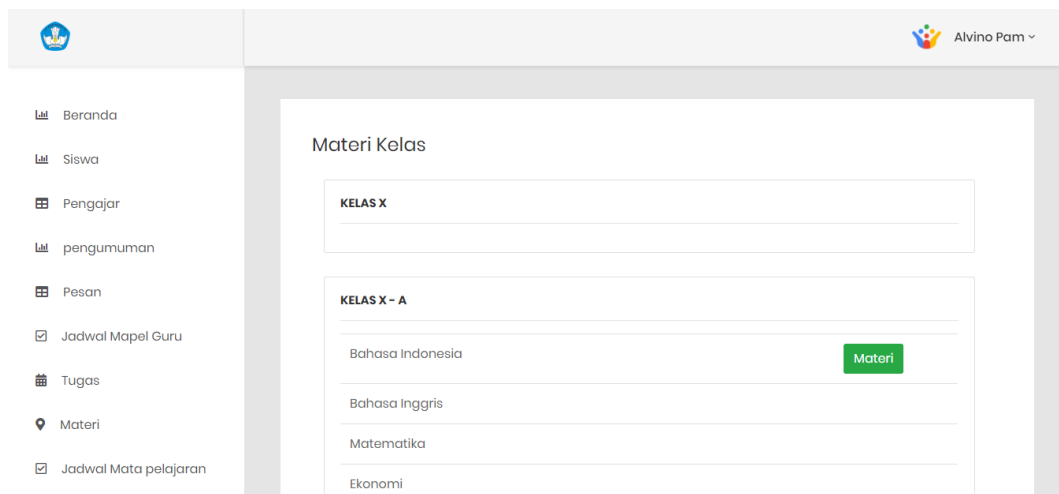 Alvino Pam
Beranda
Siswa
Pengajar
pengumuman
Pesan
Jadwal Mapel Guru
Tugas
Materi
Jadwal Mata pelajaran
Materi Kelas
KELAS X
KELAS X - A
Bahasa Indonesia
Materi
Bahasa Inggris
Matematika
Ekonomi